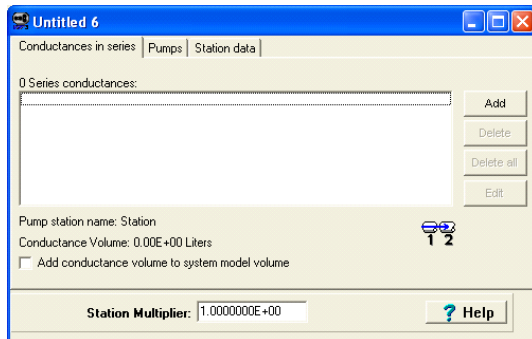 Untitled 6
Conductances in series Pumps Station data
0 Series conductances:
Add
Delete
Delete all
Edit
Pump station name: Station
Conductance Volume: 0.00E+00 Liters
1 2
Add conductance volume to system model volume
Station Multiplier: 1.0000000E+00 ? Help